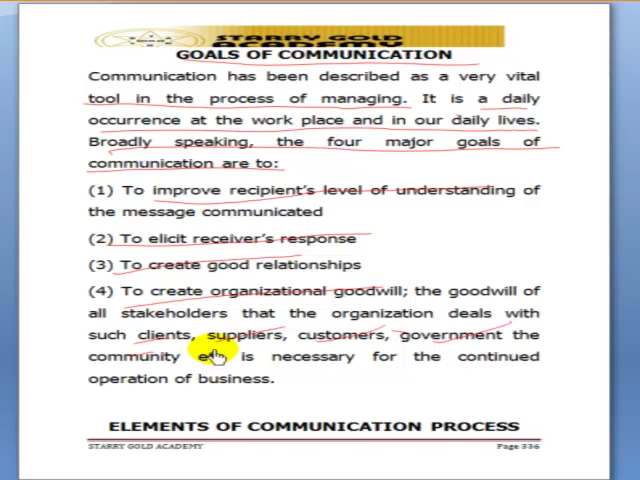 STARRY GOLD
ACADEMY
GOALS OF COMMUNICATION
Communication has been described as a very vital
tool in the process of managing. It is a daily
occurrence at the work place and in our daily lives.
Broadly speaking, the four major goals of
communication are to:
(1) To improve recipient's level of understanding of
the message communicated
(2) To elicit receiver's response
(3) To create good relationships
(4) To create organizational goodwill; the goodwill of
all stakeholders that the organization deals with
such clients, suppliers, customers, government the
community is necessary for the continued
operation of business.
ELEMENTS OF COMMUNICATION PROCESS
STARRY GOLD ACADEMY Page 336